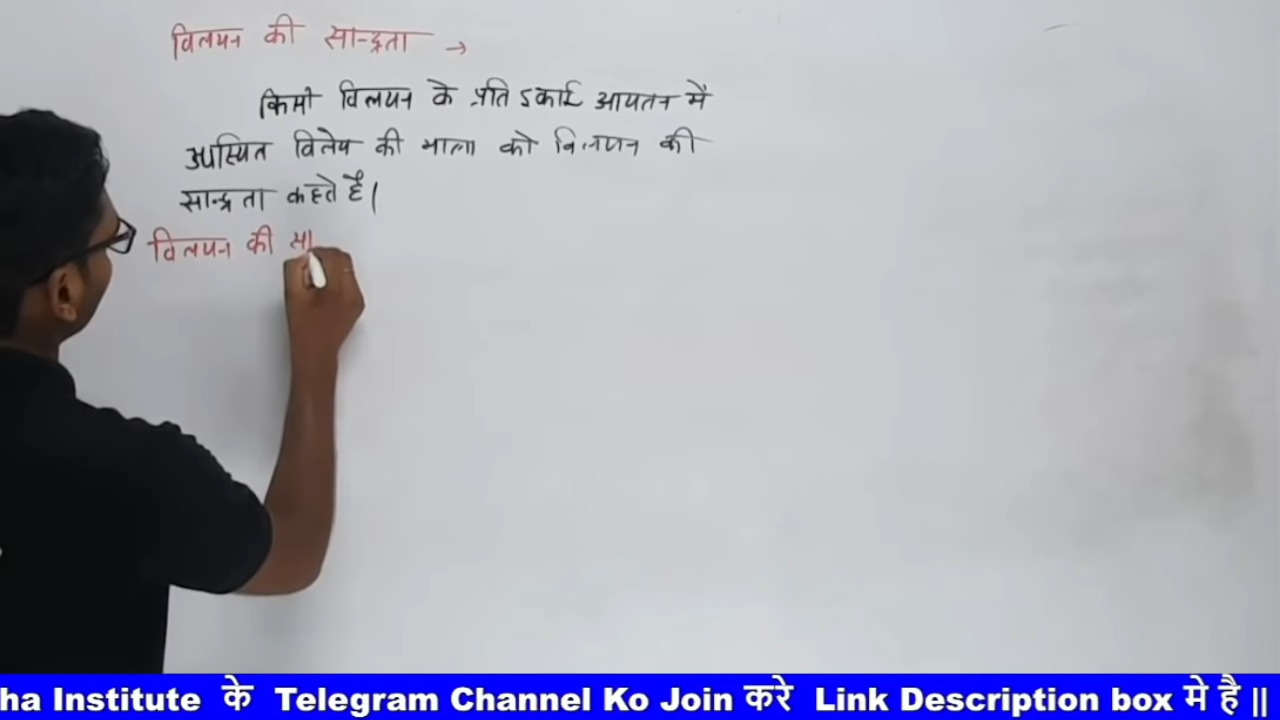 विलयन की सान्द्रता →
किसी विलयन के प्रति इकाई आयतन में
उपस्थित विलेय की मात्रा को विलयन की
सान्द्रता कहते है|
विलयन की सा
ha Institute के Telegram Channel Ko Join करे Link Description box मे है ||